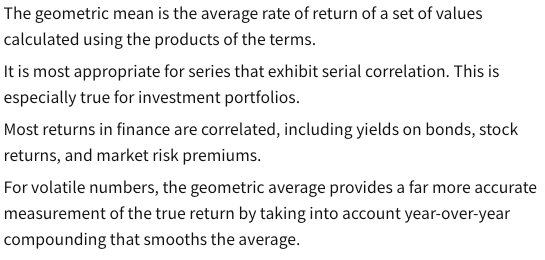 The geometric mean is the average rate of return of a set of values
calculated using the products of the terms.
It is most appropriate for series that exhibit serial correlation. This is
especially true for investment portfolios.
Most returns in finance are correlated, including yields on bonds, stock
returns, and market risk premiums.
For volatile numbers, the geometric average provides a far more accurate
measurement of the true return by taking into account year-over-year
compounding that smooths the average.